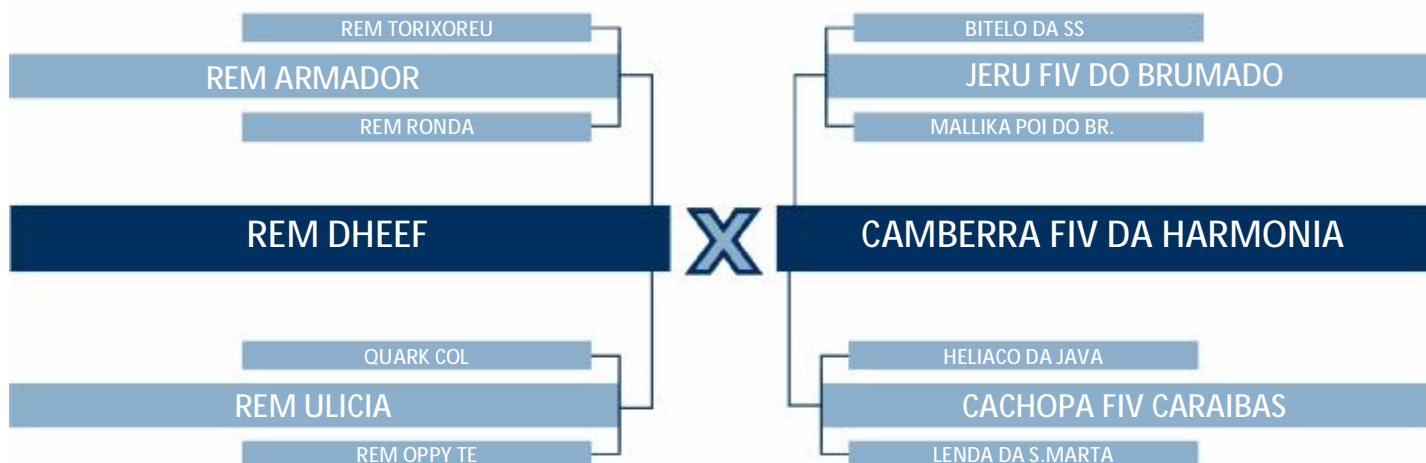 REM TORIXOREU
REM ARMADOR
REM RONDA
REM DHEEF
QUARK COL
REM ULICIA
REM OPPY TE
X
BITELO DA SS
JERU FIV DO BRUMADO
MALLIKA POI DO BR.
CAMBERRA FIV DA HARMONIA
HELIACO DA JAVA
CACHOPA FIV CARAIBAS
LENDA DA S.MARTA